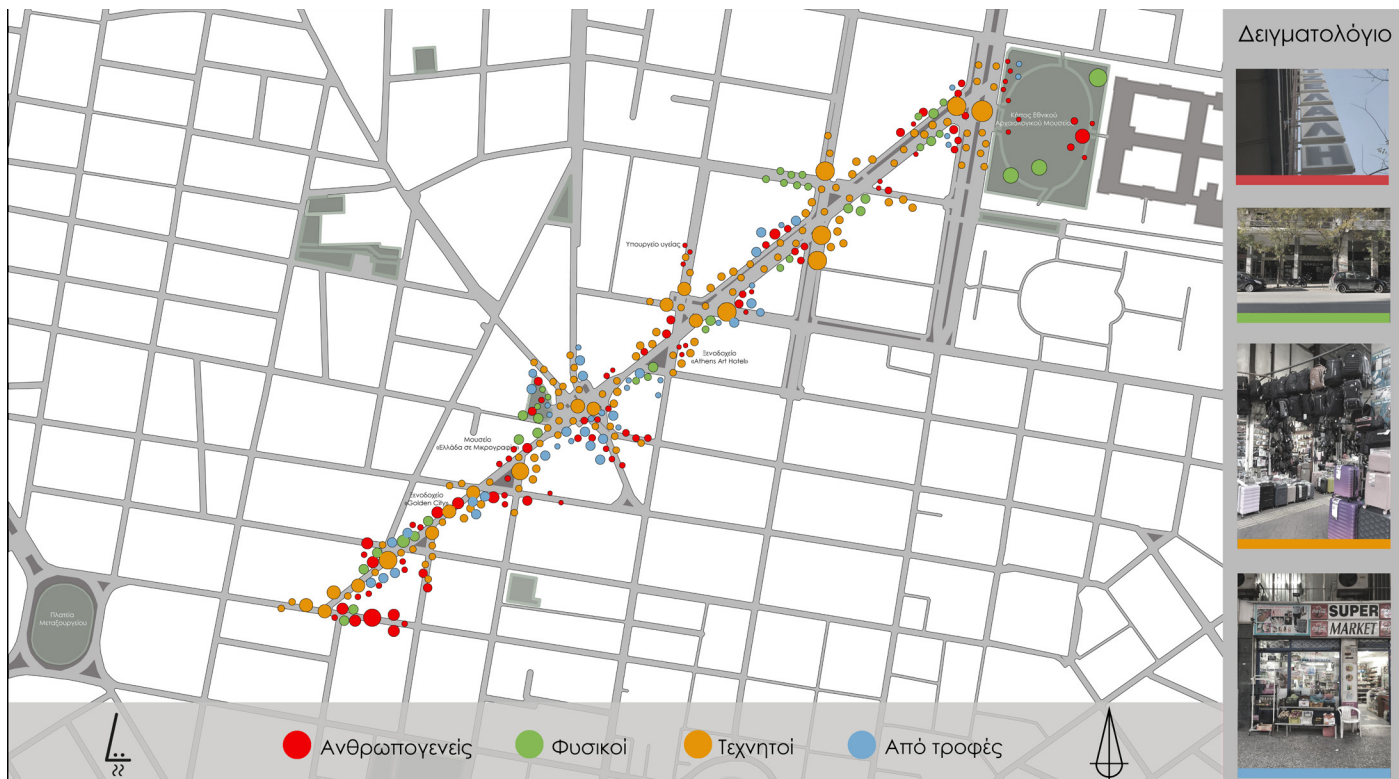 Δειγματολόγιο
Κήπος Εθνικού
Αρχαιολογικού Μουσείου
Υπουργείο υγείας
Ξενοδοχείο
«Athens Art Hotel»
Μουσείο
«Ελλάδα σε Μικρογραφία»
Ξενοδοχείο
«Golden City»
Πλατεία
Μεταξουργείου
SUPER
MARKET
Ανθρωπογενείς
Φυσικοί
Τεχνητοί
Από τροφές